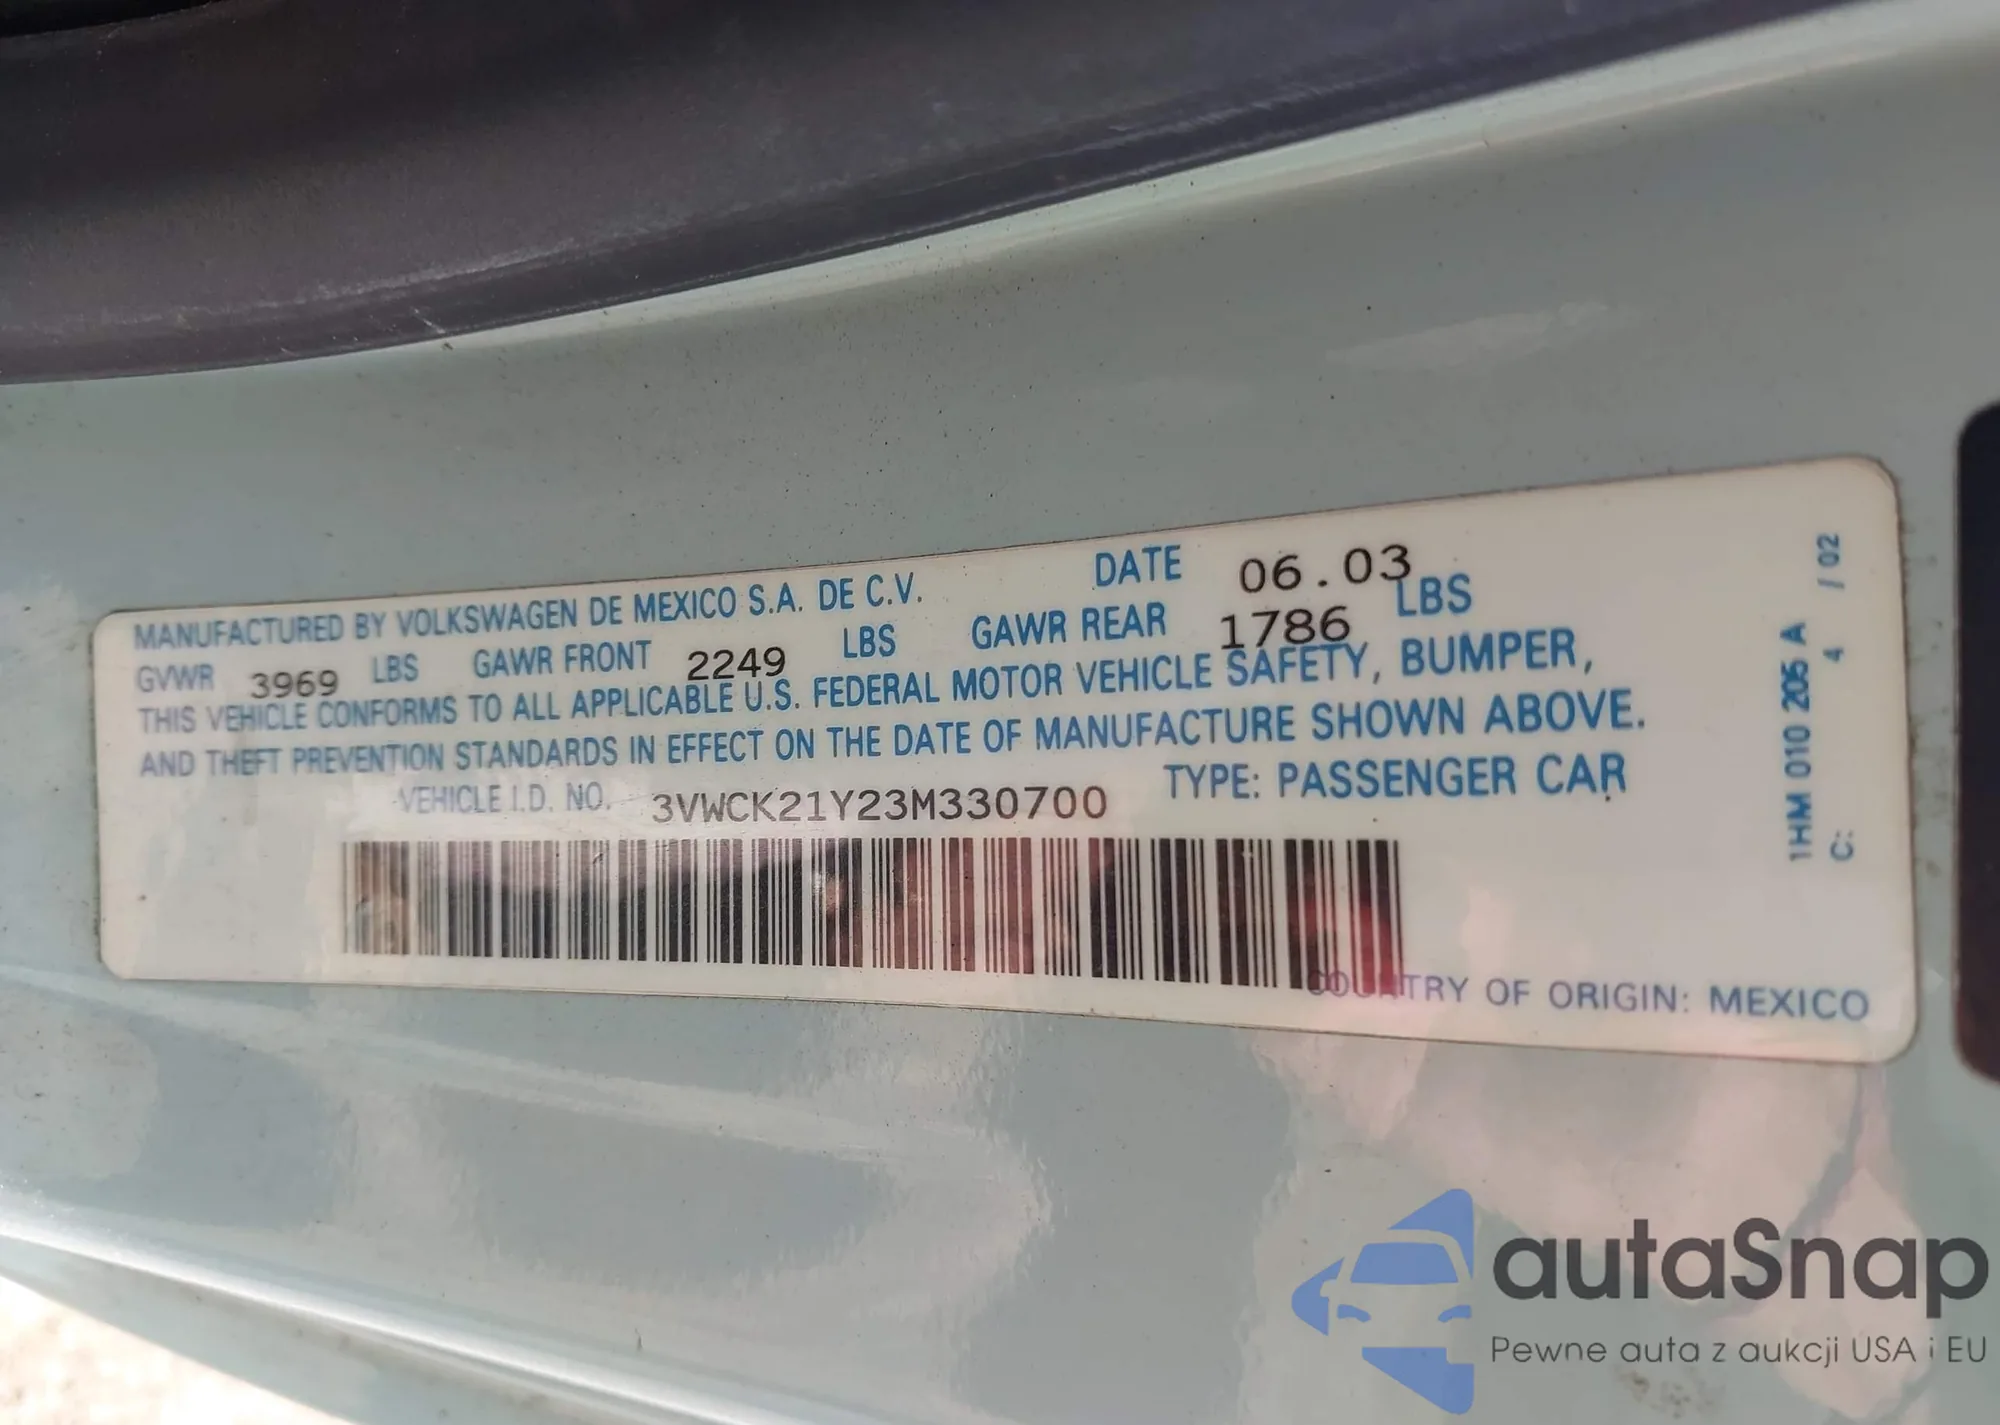 MANUFACTURED BY VOLKSWAGEN DE MEXICO S.A. DE C.V. DATE 06.03
GVWR 3969 LBS GAWR FRONT 2249 LBS GAWR REAR 1786 LBS
THIS VEHICLE CONFORMS TO ALL APPLICABLE U.S. FEDERAL MOTOR VEHICLE SAFETY, BUMPER,
AND THEFT PREVENTION STANDARDS IN EFFECT ON THE DATE OF MANUFACTURE SHOWN ABOVE.
VEHICLE I.D. NO. 3VWCK21Y23M330700 TYPE: PASSENGER CAR
COUNTRY OF ORIGIN: MEXICO
1HM 010 205 A
C: 4 / 02
autaSnap
Pewne auta z aukcji USA i EU